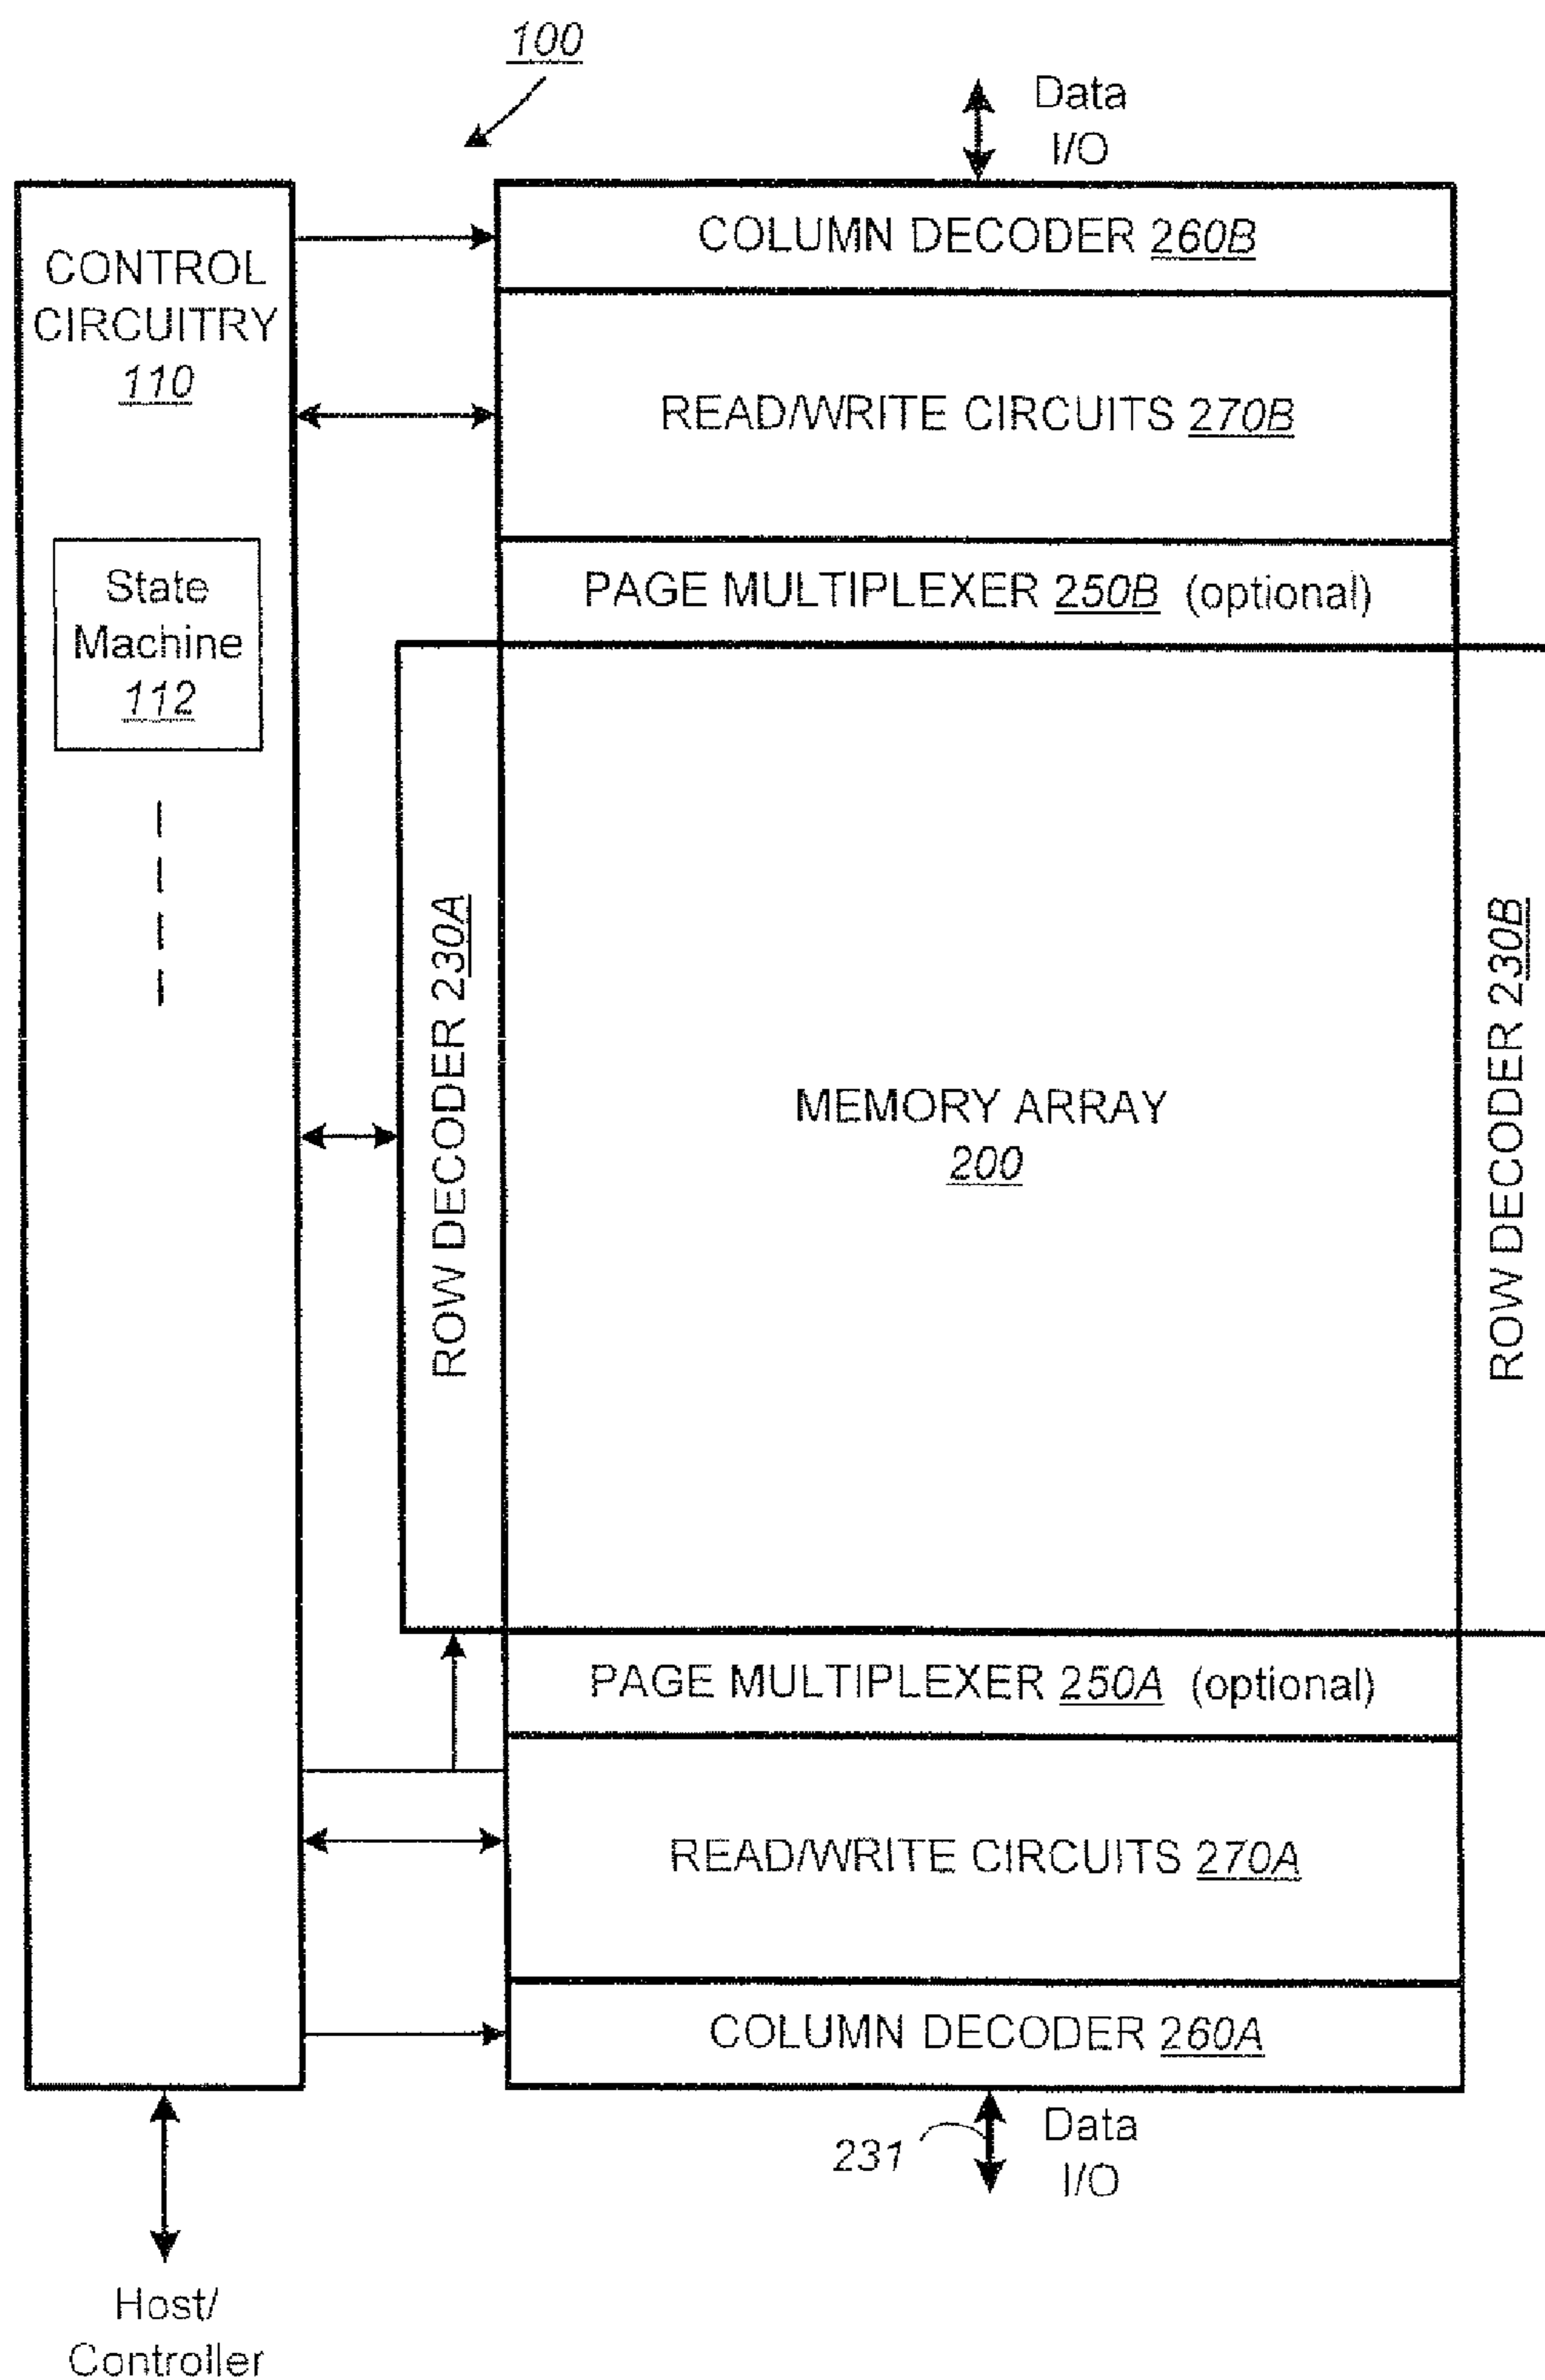 100
Data
I/O
CONTROL
CIRCUITRY
110
COLUMN DECODER 260B
READ/WRITE CIRCUITS 270B
State
Machine
112
PAGE MULTIPLEXER 250B (optional)
ROW DECODER 230A
MEMORY ARRAY
200
ROW DECODER 230B
PAGE MULTIPLEXER 250A (optional)
READ/WRITE CIRCUITS 270A
COLUMN DECODER 260A
231
Data
I/O
Host/
Controller